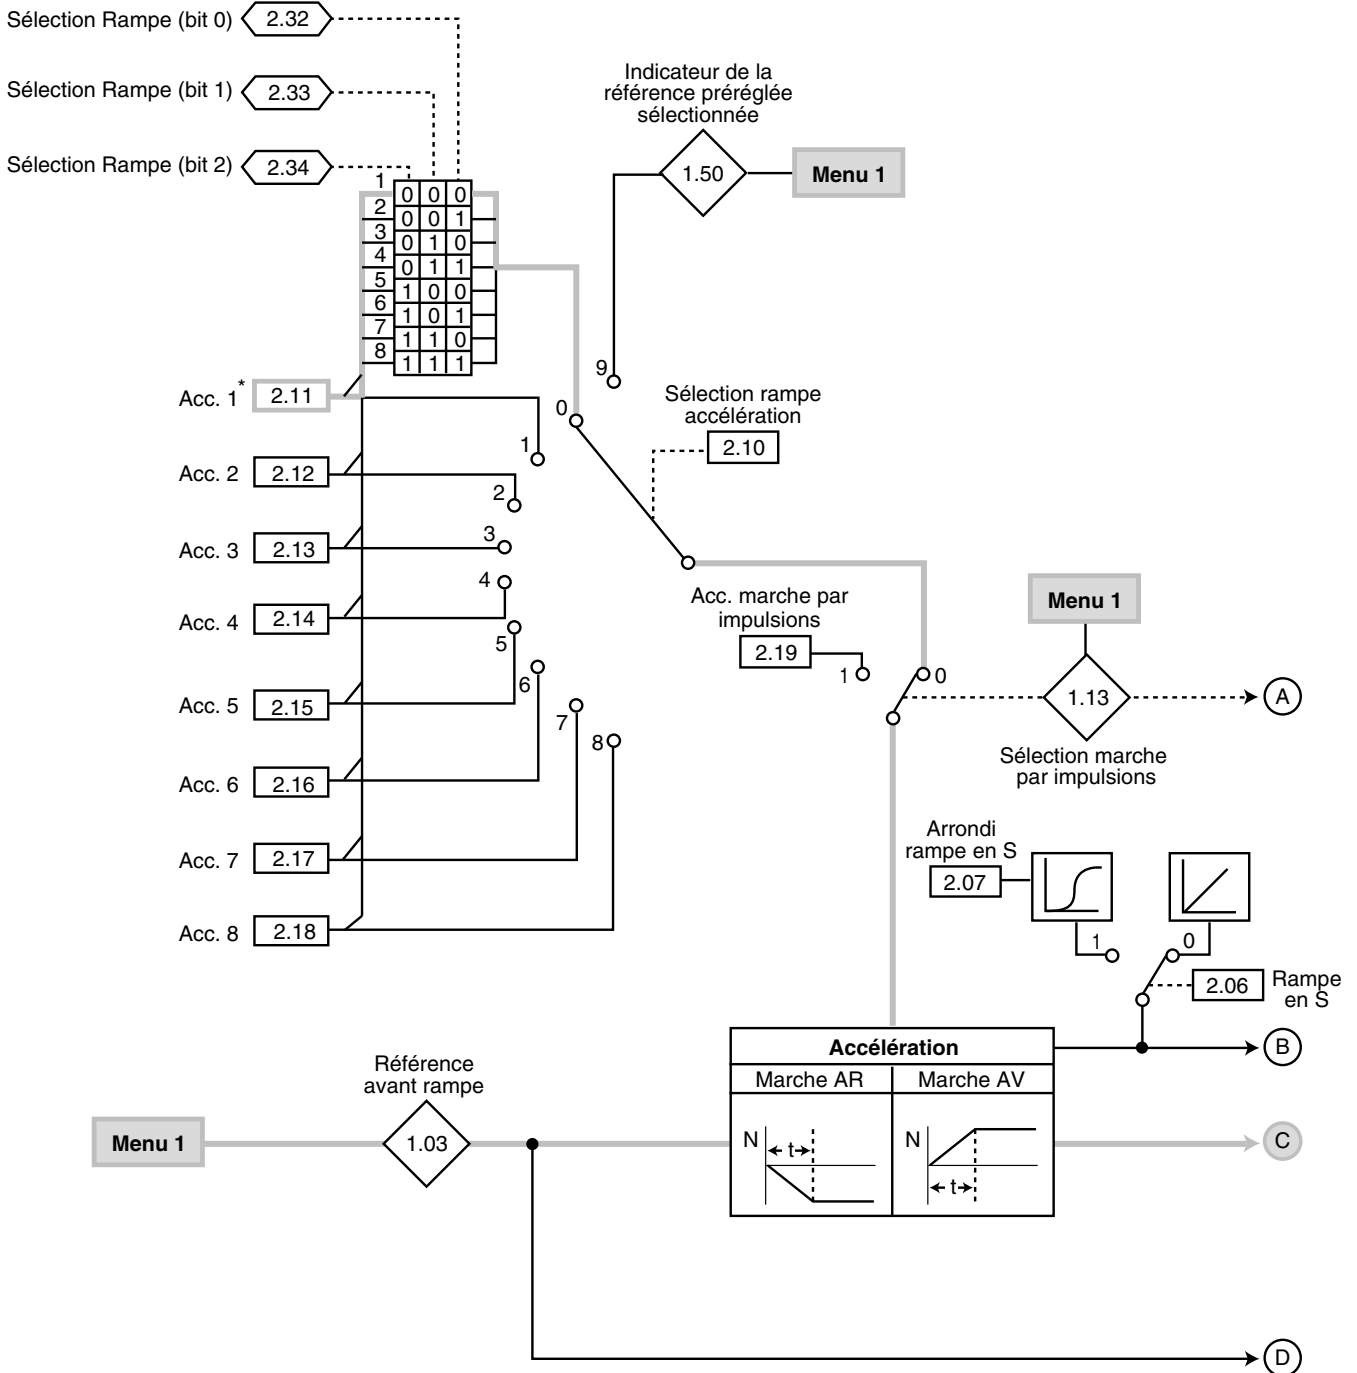 Sélection Rampe (bit 0) 2.32
Sélection Rampe (bit 1) 2.33
Sélection Rampe (bit 2) 2.34
Indicateur de la
référence préréglée
sélectionnée
1.50
Menu 1
1 0 0 0
2 0 0 1
3 0 1 0
4 0 1 1
5 1 0 0
6 1 0 1
7 1 1 0
8 1 1 1
9
0
1
2
3
4
5
6
7
8
Acc. 1* 2.11
Acc. 2 2.12
Acc. 3 2.13
Acc. 4 2.14
Acc. 5 2.15
Acc. 6 2.16
Acc. 7 2.17
Acc. 8 2.18
Sélection rampe
accélération
2.10
Acc. marche par
impulsions
2.19
1
0
Menu 1
1.13
A
Sélection marche
par impulsions
Arrondi
rampe en S
2.07
1
0
2.06
Rampe
en S
B
Accélération
Marche AR
Marche AV
N
t
N
t
C
Référence
avant rampe
Menu 1
1.03
D